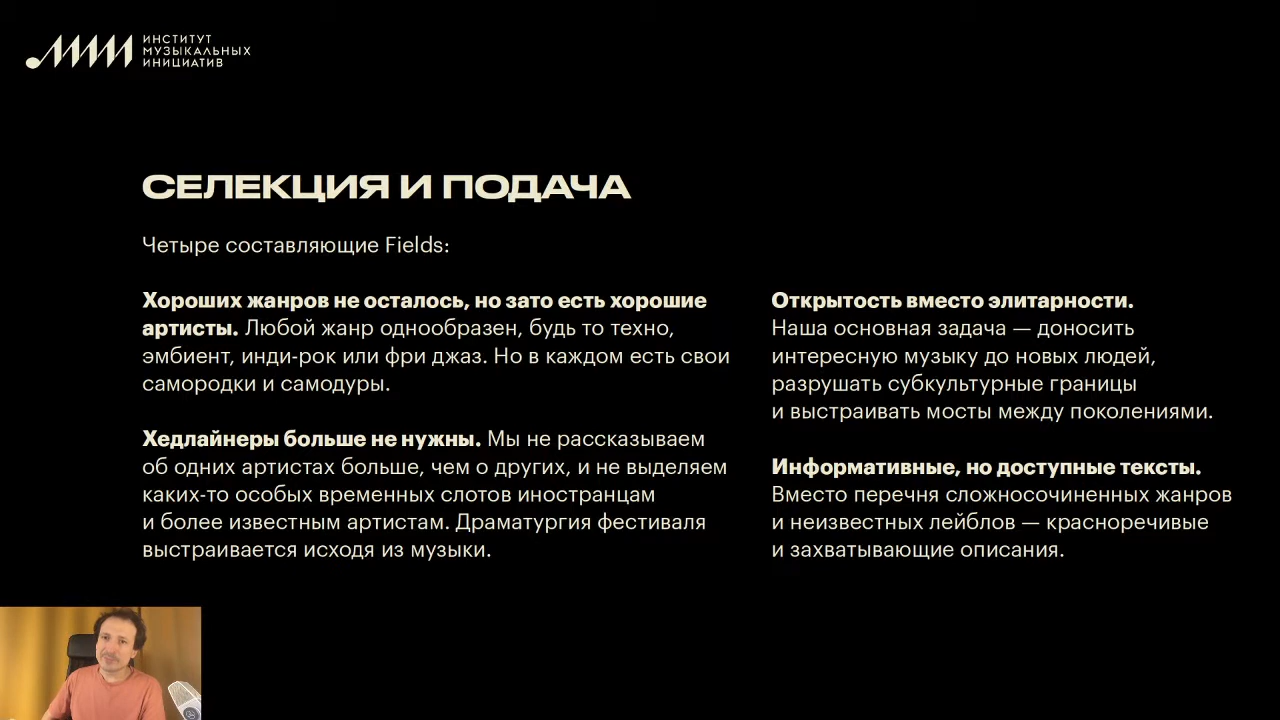 ИНСТИТУТ
МУЗЫКАЛЬНЫХ
ИНИЦИАТИВ
СЕЛЕКЦИЯ И ПОДАЧА
Четыре составляющие Fields:
Хороших жанров не осталось, но зато есть хорошие
артисты. Любой жанр однообразен, будь то техно,
эмбиент, инди-рок или фри джаз. Но в каждом есть свои
самородки и самодуры.
Хедлайнеры больше не нужны. Мы не рассказываем
об одних артистах больше, чем о других, и не выделяем
каких-то особых временных слотов иностранцам
и более известным артистам. Драматургия фестиваля
выстраивается исходя из музыки.
Открытость вместо элитарности.
Наша основная задача — доносить
интересную музыку до новых людей,
разрушать субкультурные границы
и выстраивать мосты между поколениями.
Информативные, но доступные тексты.
Вместо перечня сложносочиненных жанров
и неизвестных лейблов — красноречивые
и захватывающие описания.